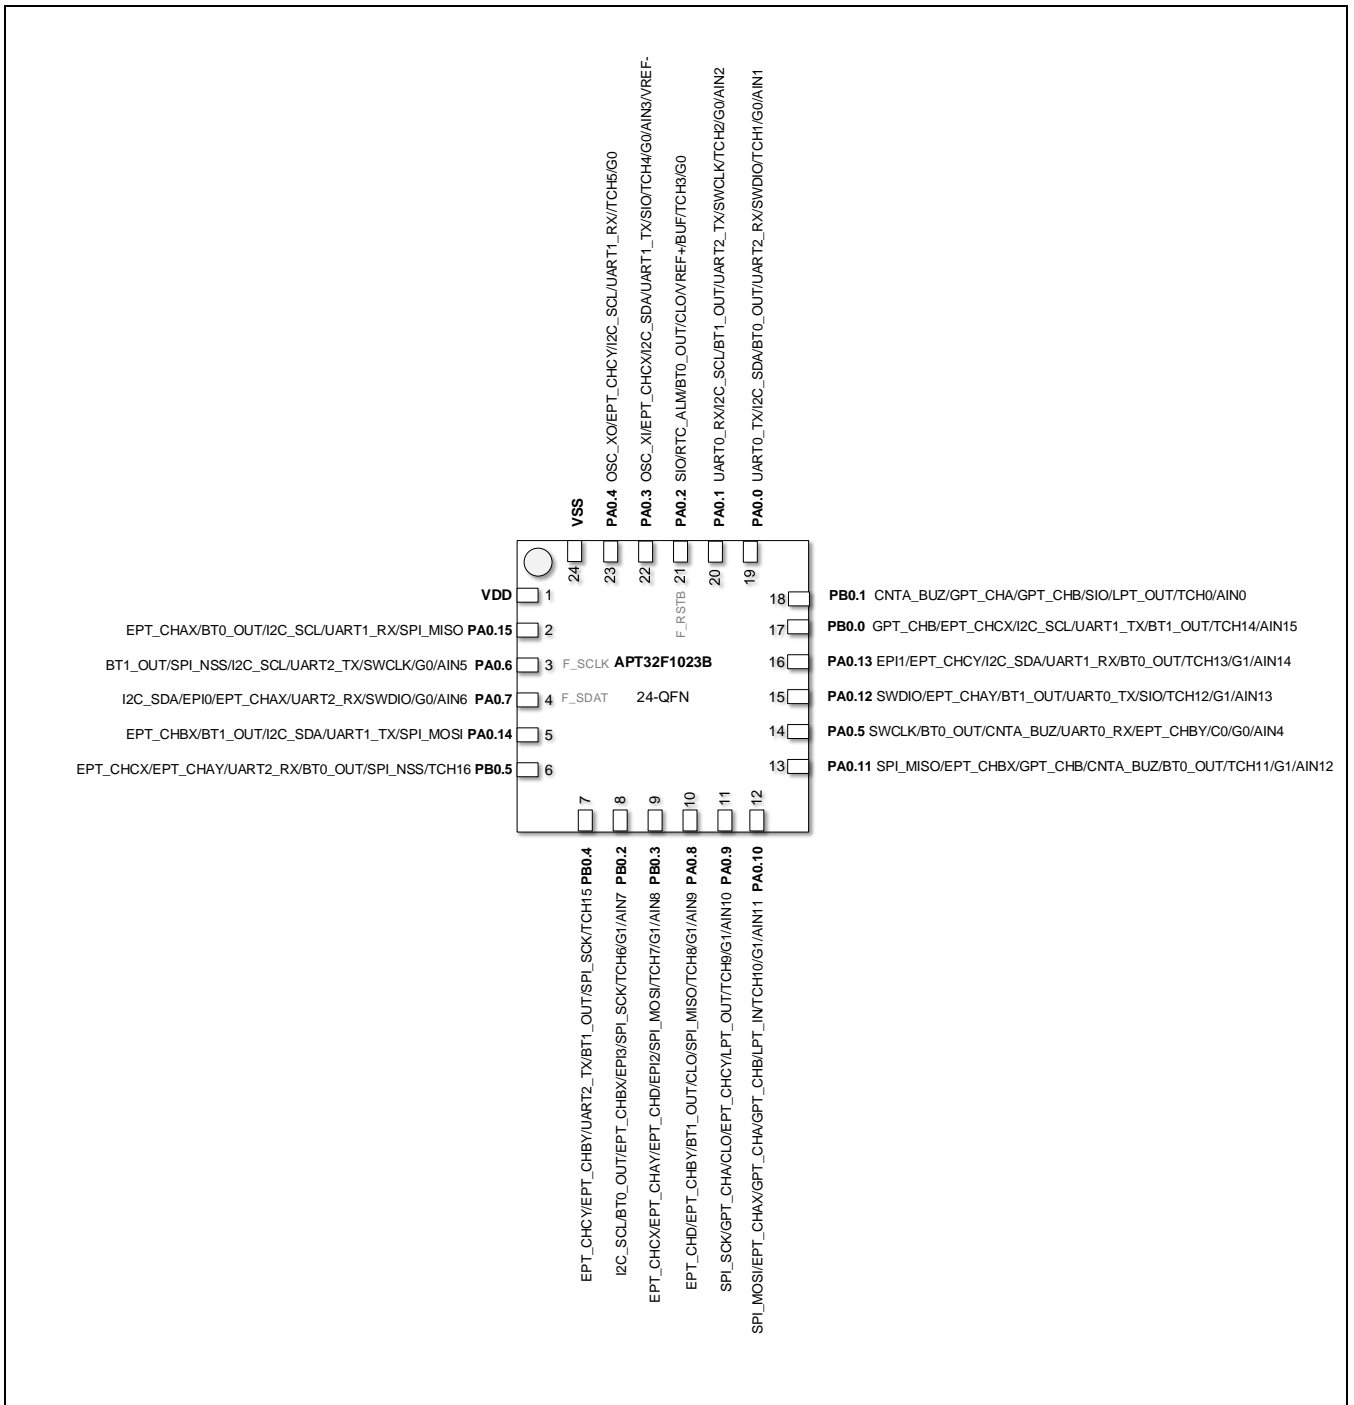 PA0.4 OSC_XO/EPT_CHCY/I2C_SCL/UART1_RX//TCH5/G0
PA0.3 OSC_XI/EPT_CHCX/I2C_SDA/UART1_TX/SIO/TCH4/G0/AIN3/VREF-
PA0.2 SIO/RTC_ALM/BT0_OUT/CLO/VREF+/BUF/TCH3/G0
PA0.1 UART0_RX/I2C_SCL/BT1_OUT/UART2_TX/SWCLK/TCH2/G0/AIN2
PA0.0 UART0_TX/I2C_SDA/BT0_OUT/UART2_RX/SWDIO/TCH1/G0/AIN1
VSS
24
23
22
21
20
19
F_RSTB
VDD 1
EPT_CHAX/BT0_OUT/I2C_SCL/UART1_RX/SPI_MISO PA0.15 2
BT1_OUT/SPI_NSS/I2C_SCL/UART2_TX/SWCLK/G0/AIN5 PA0.6 3 F_SCLK
I2C_SDA/EPI0/EPT_CHAX/UART2_RX/SWDIO/G0/AIN6 PA0.7 4 F_SDAT
EPT_CHBX/BT1_OUT/I2C_SDA/UART1_TX/SPI_MOSI PA0.14 5
EPT_CHCX/EPT_CHAY/UART2_RX/BT0_OUT/SPI_NSS/TCH16 PB0.5 6
APT32F1023B
24-QFN
18 PB0.1 CNTA_BUZ/GPT_CHA/GPT_CHB/SIO/LPT_OUT/TCH0/AIN0
17 PB0.0 GPT_CHB/EPT_CHCX/I2C_SCL/UART1_TX/BT1_OUT/TCH14/AIN15
16 PA0.13 EPI1/EPT_CHCY/I2C_SDA/UART1_RX/BT0_OUT/TCH13/G1/AIN14
15 PA0.12 SWDIO/EPT_CHAY/BT1_OUT/UART0_TX/SIO/TCH12/G1/AIN13
14 PA0.5 SWCLK/BT0_OUT/CNTA_BUZ/UART0_RX/EPT_CHBY/C0/G0/AIN4
13 PA0.11 SPI_MISO/EPT_CHBX/GPT_CHB/CNTA_BUZ/BT0_OUT/TCH11/G1/AIN12
7
8
9
10
11
12
EPT_CHCY/EPT_CHBY/UART2_TX/BT1_OUT/SPI_SCK/TCH15 PB0.4
I2C_SCL/BT0_OUT/EPT_CHBX/EPI3/SPI_SCK/TCH6/G1/AIN7 PB0.2
EPT_CHCX/EPT_CHAY/EPT_CHD/EPI2/SPI_MOSI/TCH7/G1/AIN8 PB0.3
EPT_CHD/EPT_CHBY/BT1_OUT/CLO/SPI_MISO/TCH8/G1/AIN9 PA0.8
SPI_SCK/GPT_CHA/CLO/EPT_CHCY/LPT_OUT/TCH9/G1/AIN10 PA0.9
SPI_MOSI/EPT_CHAX/GPT_CHA/GPT_CHB/LPT_IN/TCH10/G1/AIN11 PA0.10